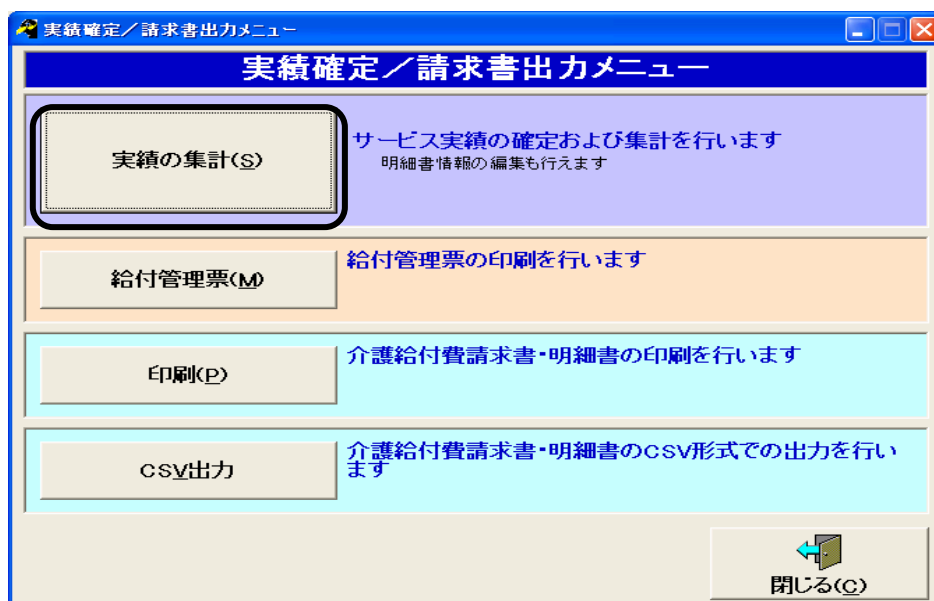 実績確定／請求書出力メニュー
実績確定／請求書出力メニュー
実績の集計(S)
サービス実績の確定および集計を行います
明細書情報の編集も行えます
給付管理票(M)
給付管理票の印刷を行います
印刷(P)
介護給付費請求書・明細書の印刷を行います
CSV出力
介護給付費請求書・明細書のCSV形式での出力を行い
ます
閉じる(C)